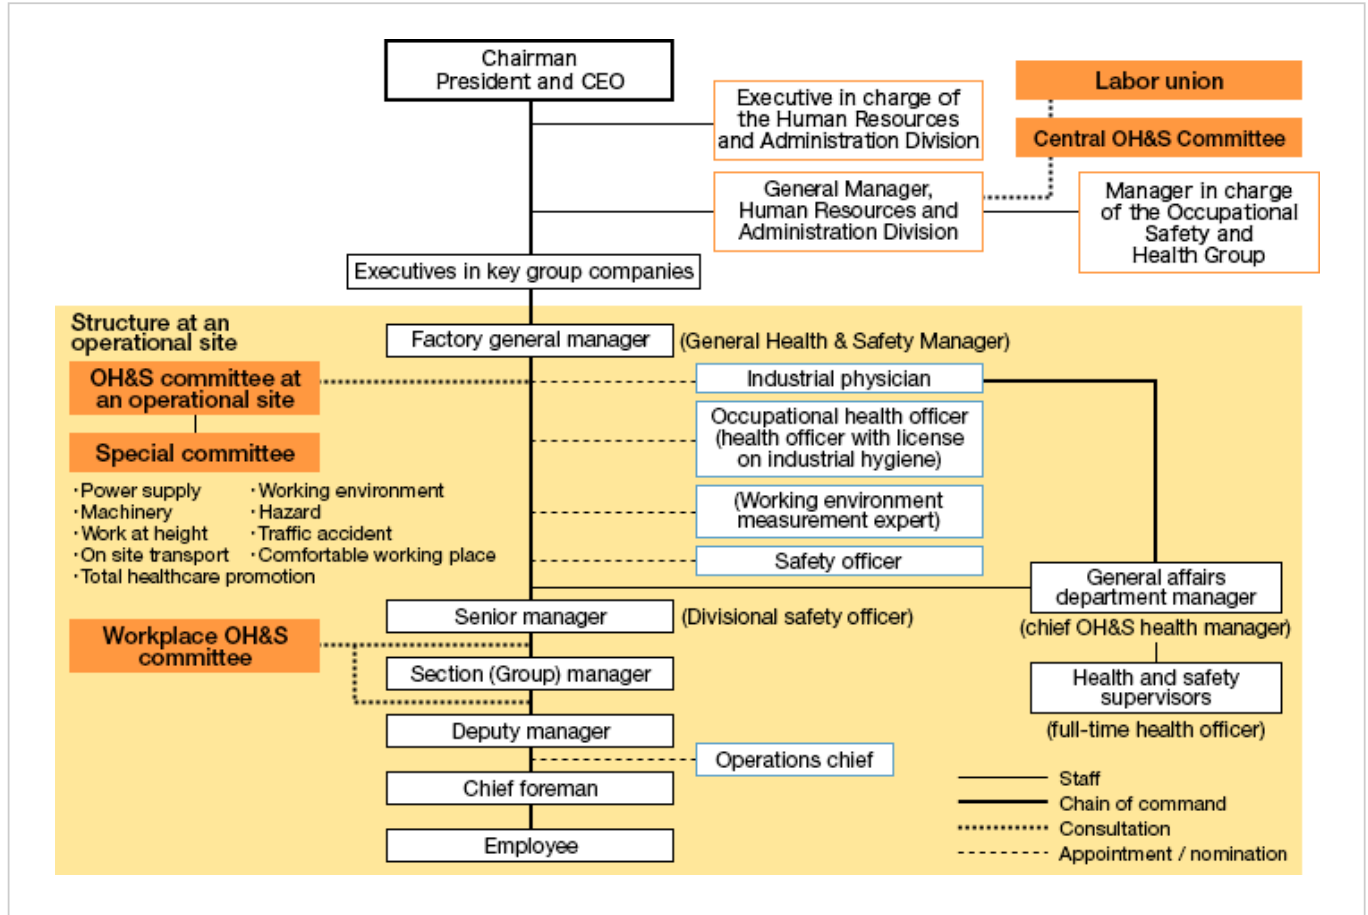 Chairman
President and CEO
Executive in charge of
the Human Resources
and Administration Division
Labor union
Central OH&S Committee
General Manager,
Human Resources and
Administration Division
Manager in charge
of the Occupational
Safety and
Health Group
Executives in key group companies
Structure at an
operational site
Factory general manager
(General Health & Safety Manager)
OH&S committee at
an operational site
Industrial physician
Occupational health officer
(health officer with license
on industrial hygiene)
Special committee
・Power supply
・Working environment
・Machinery
・Hazard
・Work at height
・Traffic accident
・On site transport
・Comfortable working place
・Total healthcare promotion
(Working environment
measurement expert)
Safety officer
General affairs
department manager
(chief OH&S health manager)
Senior manager
(Divisional safety officer)
Workplace OH&S
committee
Section (Group) manager
Health and safety
supervisors
(full-time health officer)
Deputy manager
Operations chief
Chief foreman
Employee
Staff
Chain of command
Consultation
Appointment / nomination